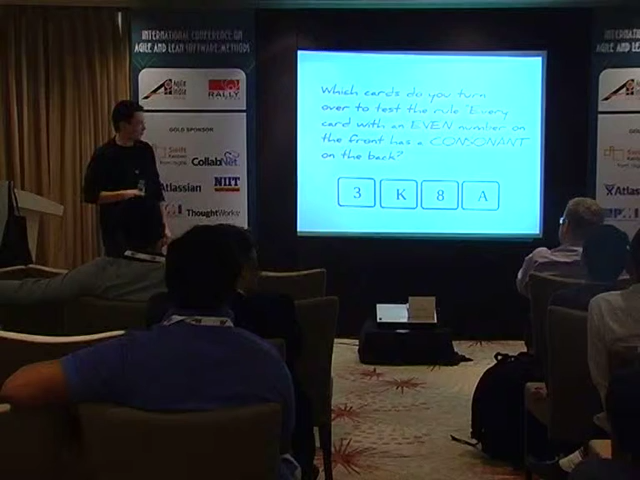 INTERNATIONAL CONFERENCE ON
AGILE AND LEAN SOFTWARE METHODS
Agile
India
RALLY
GOLD SPONSOR
CollabNet
Atlassian
NIIT
ThoughtWorks
Which cards do you turn
over to test the rule "Every
card with an EVEN number on
the front has a CONSONANT
on the back?
3 K 8 A